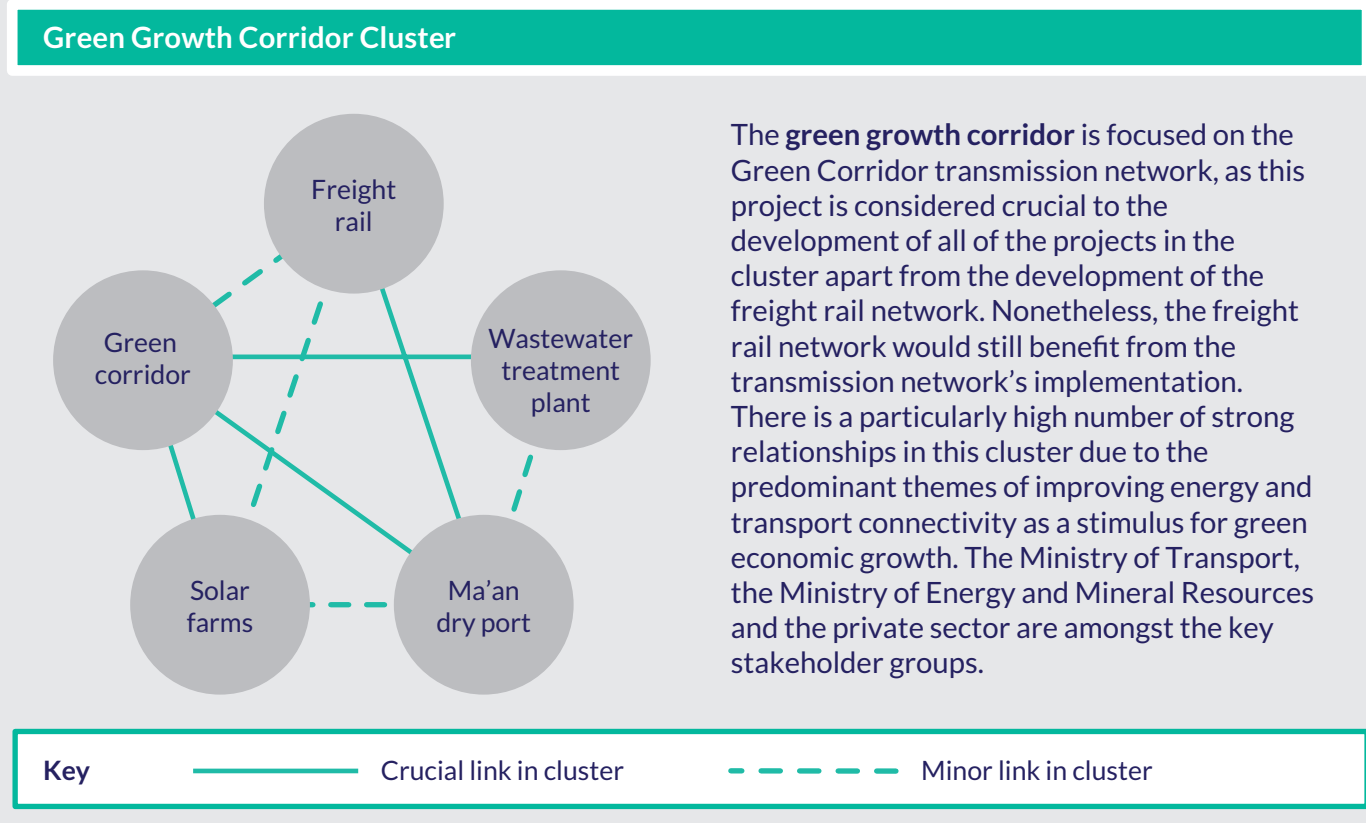 Green Growth Corridor Cluster
Freight
rail
Green
corridor
Wastewater
treatment
plant
Solar
farms
Ma’an
dry port
The green growth corridor is focused on the
Green Corridor transmission network, as this
project is considered crucial to the
development of all of the projects in the
cluster apart from the development of the
freight rail network. Nonetheless, the freight
rail network would still benefit from the
transmission network’s implementation.
There is a particularly high number of strong
relationships in this cluster due to the
predominant themes of improving energy and
transport connectivity as a stimulus for green
economic growth. The Ministry of Transport,
the Ministry of Energy and Mineral Resources
and the private sector are amongst the key
stakeholder groups.
Key
Crucial link in cluster
Minor link in cluster